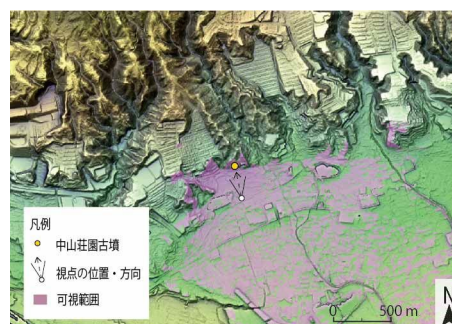 凡例
中山荘園古墳
視点の位置・方向
可視範囲
0 500 m
N